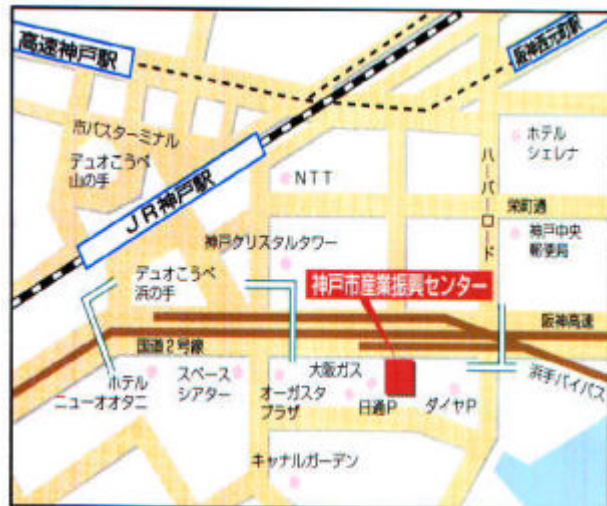 高速神戸駅
阪神西元町駅
市バスターミナル
デュオこうべ
山の手
JR神戸駅
NTT
ハーバーロード
ホテル
シェレナ
栄町通
神戸中央
郵便局
神戸クリスタルタワー
デュオこうべ
浜の手
神戸市産業振興センター
阪神高速
国道2号線
ホテル
ニューオオタニ
スペース
シアター
オーガスタ
プラザ
大阪ガス
日通P
ダイヤP
浜手バイパス
キャナルガーデン